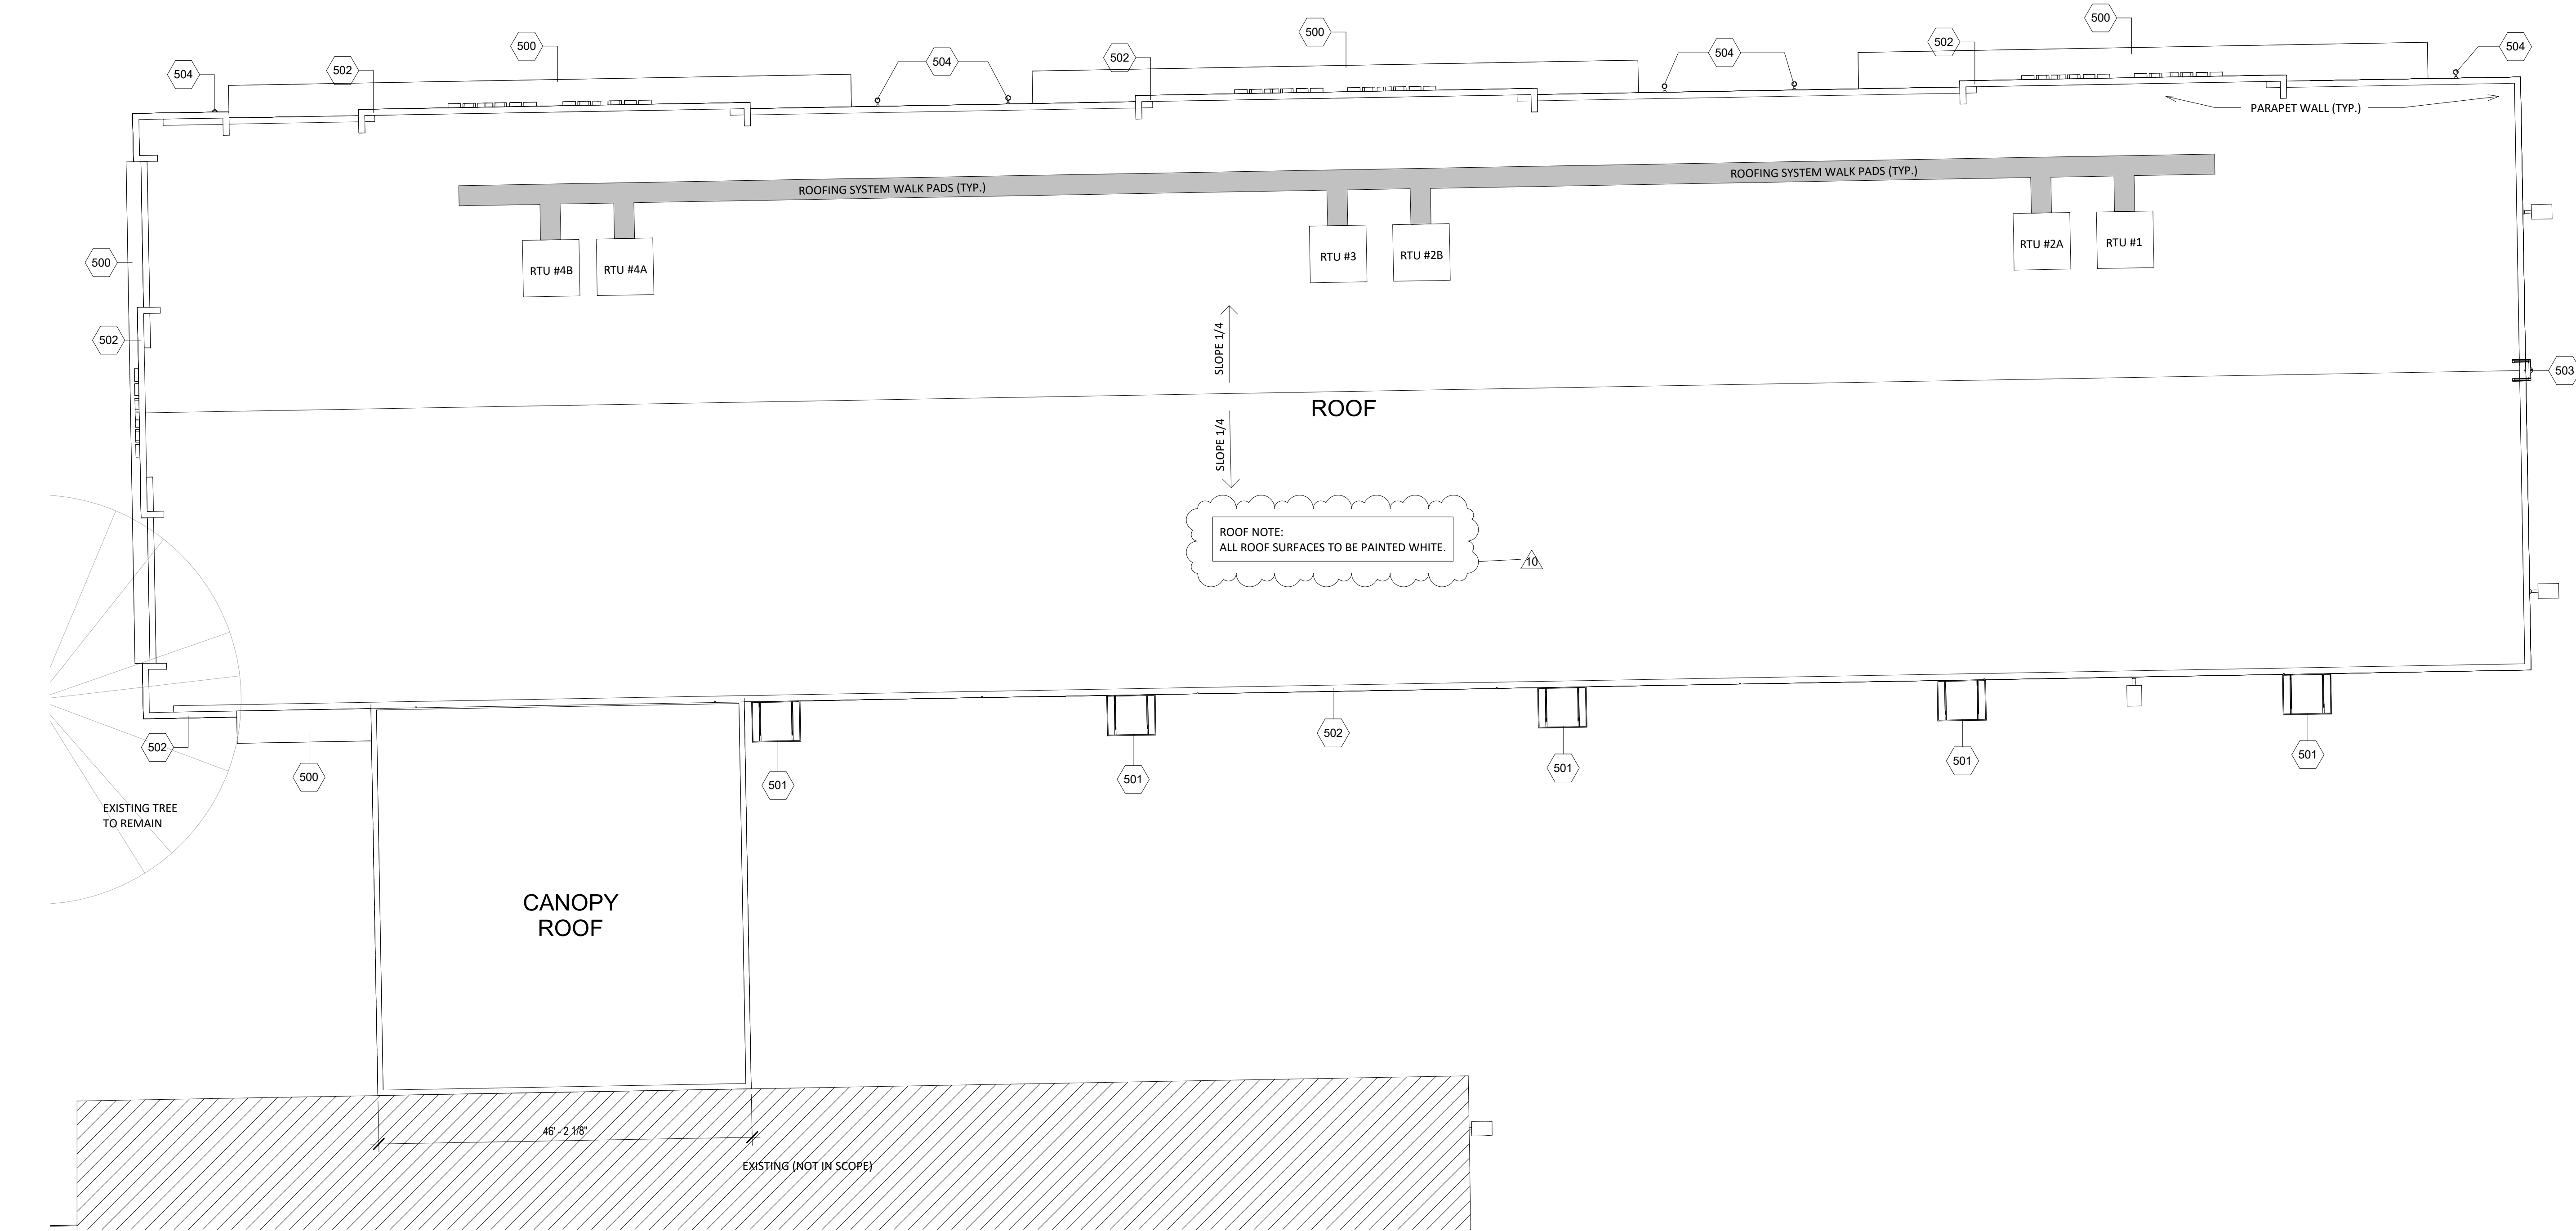 500
500
500
504
502
504
502
504
502
504
PARAPET WALL (TYP.)
ROOFING SYSTEM WALK PADS (TYP.)
ROOFING SYSTEM WALK PADS (TYP.)
RTU #4B
RTU #4A
RTU #3
RTU #2B
RTU #2A
RTU #1
500
502
503
SLOPE 1/4
ROOF
SLOPE 1/4
ROOF NOTE:
ALL ROOF SURFACES TO BE PAINTED WHITE.
10
502
500
501
501
502
501
501
501
EXISTING TREE
TO REMAIN
CANOPY
ROOF
46' - 2 1/8"
EXISTING (NOT IN SCOPE)